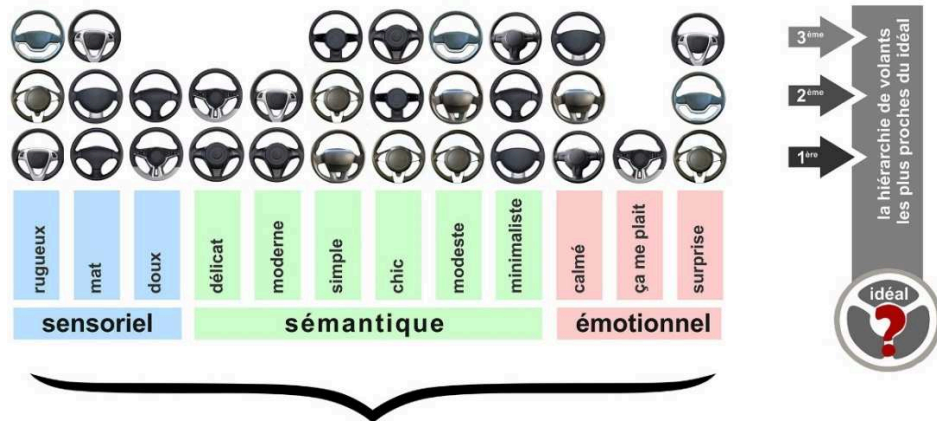 3ème
2ème
1ère
la hiérarchie de volants
les plus proches du idéal
idéal
rugueux
mat
doux
délicat
moderne
simple
chic
modeste
minimaliste
calmé
ça me plait
surprise
sensoriel
sémantique
émotionnel